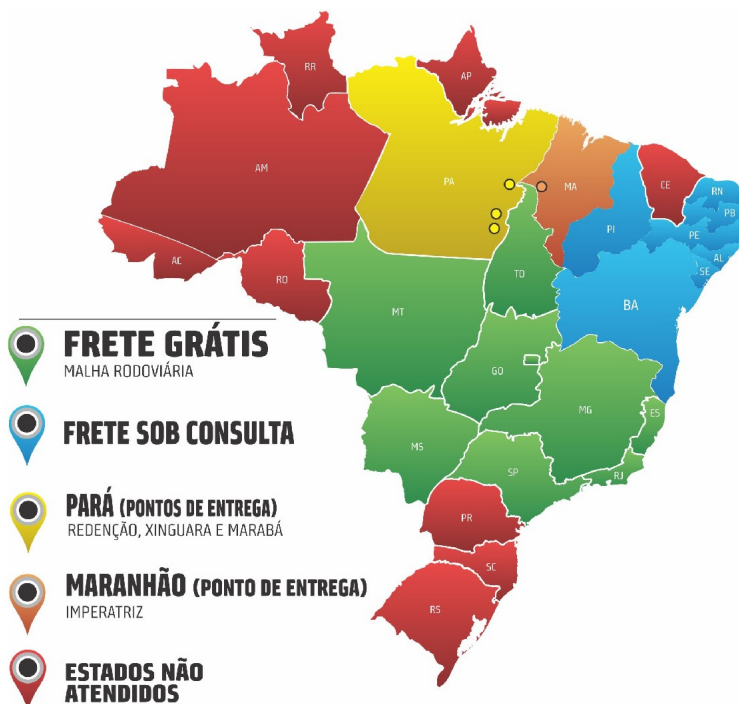 RR
AP
AM
PA
MA
CE
RN
PB
PI
PE
AL
SE
AC
RO
TO
BA
MT
GO
MG
ES
MS
SP
RJ
PR
SC
RS
FRETE GRÁTIS
MALHA RODOVIÁRIA
FRETE SOB CONSULTA
PARÁ (PONTOS DE ENTREGA)
REDENÇÃO, XINGUARA E MARABÁ
MARANHÃO (PONTO DE ENTREGA)
IMPERATRIZ
ESTADOS NÃO
ATENDIDOS